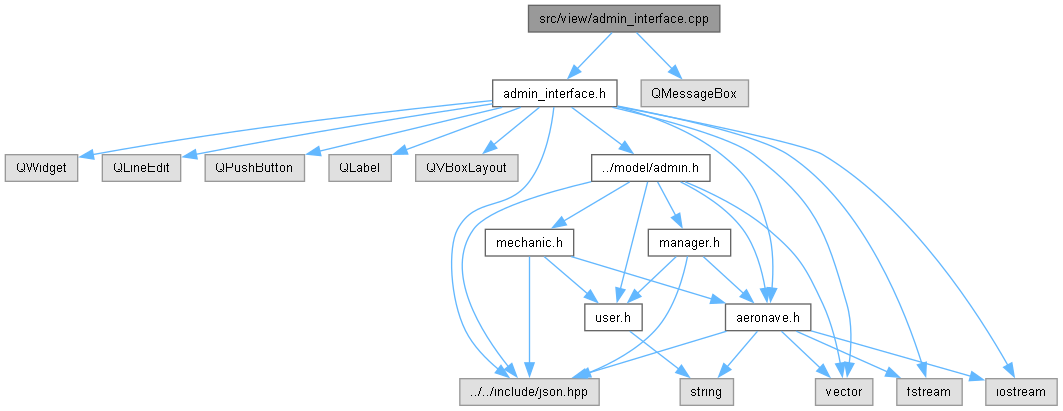 src/view/admin_interface.cpp
admin_interface.h
QMessageBox
QWidget
QLineEdit
QPushButton
QLabel
QVBoxLayout
../model/admin.h
mechanic.h
manager.h
user.h
aeronave.h
../../include/json.hpp
string
vector
fstream
iostream